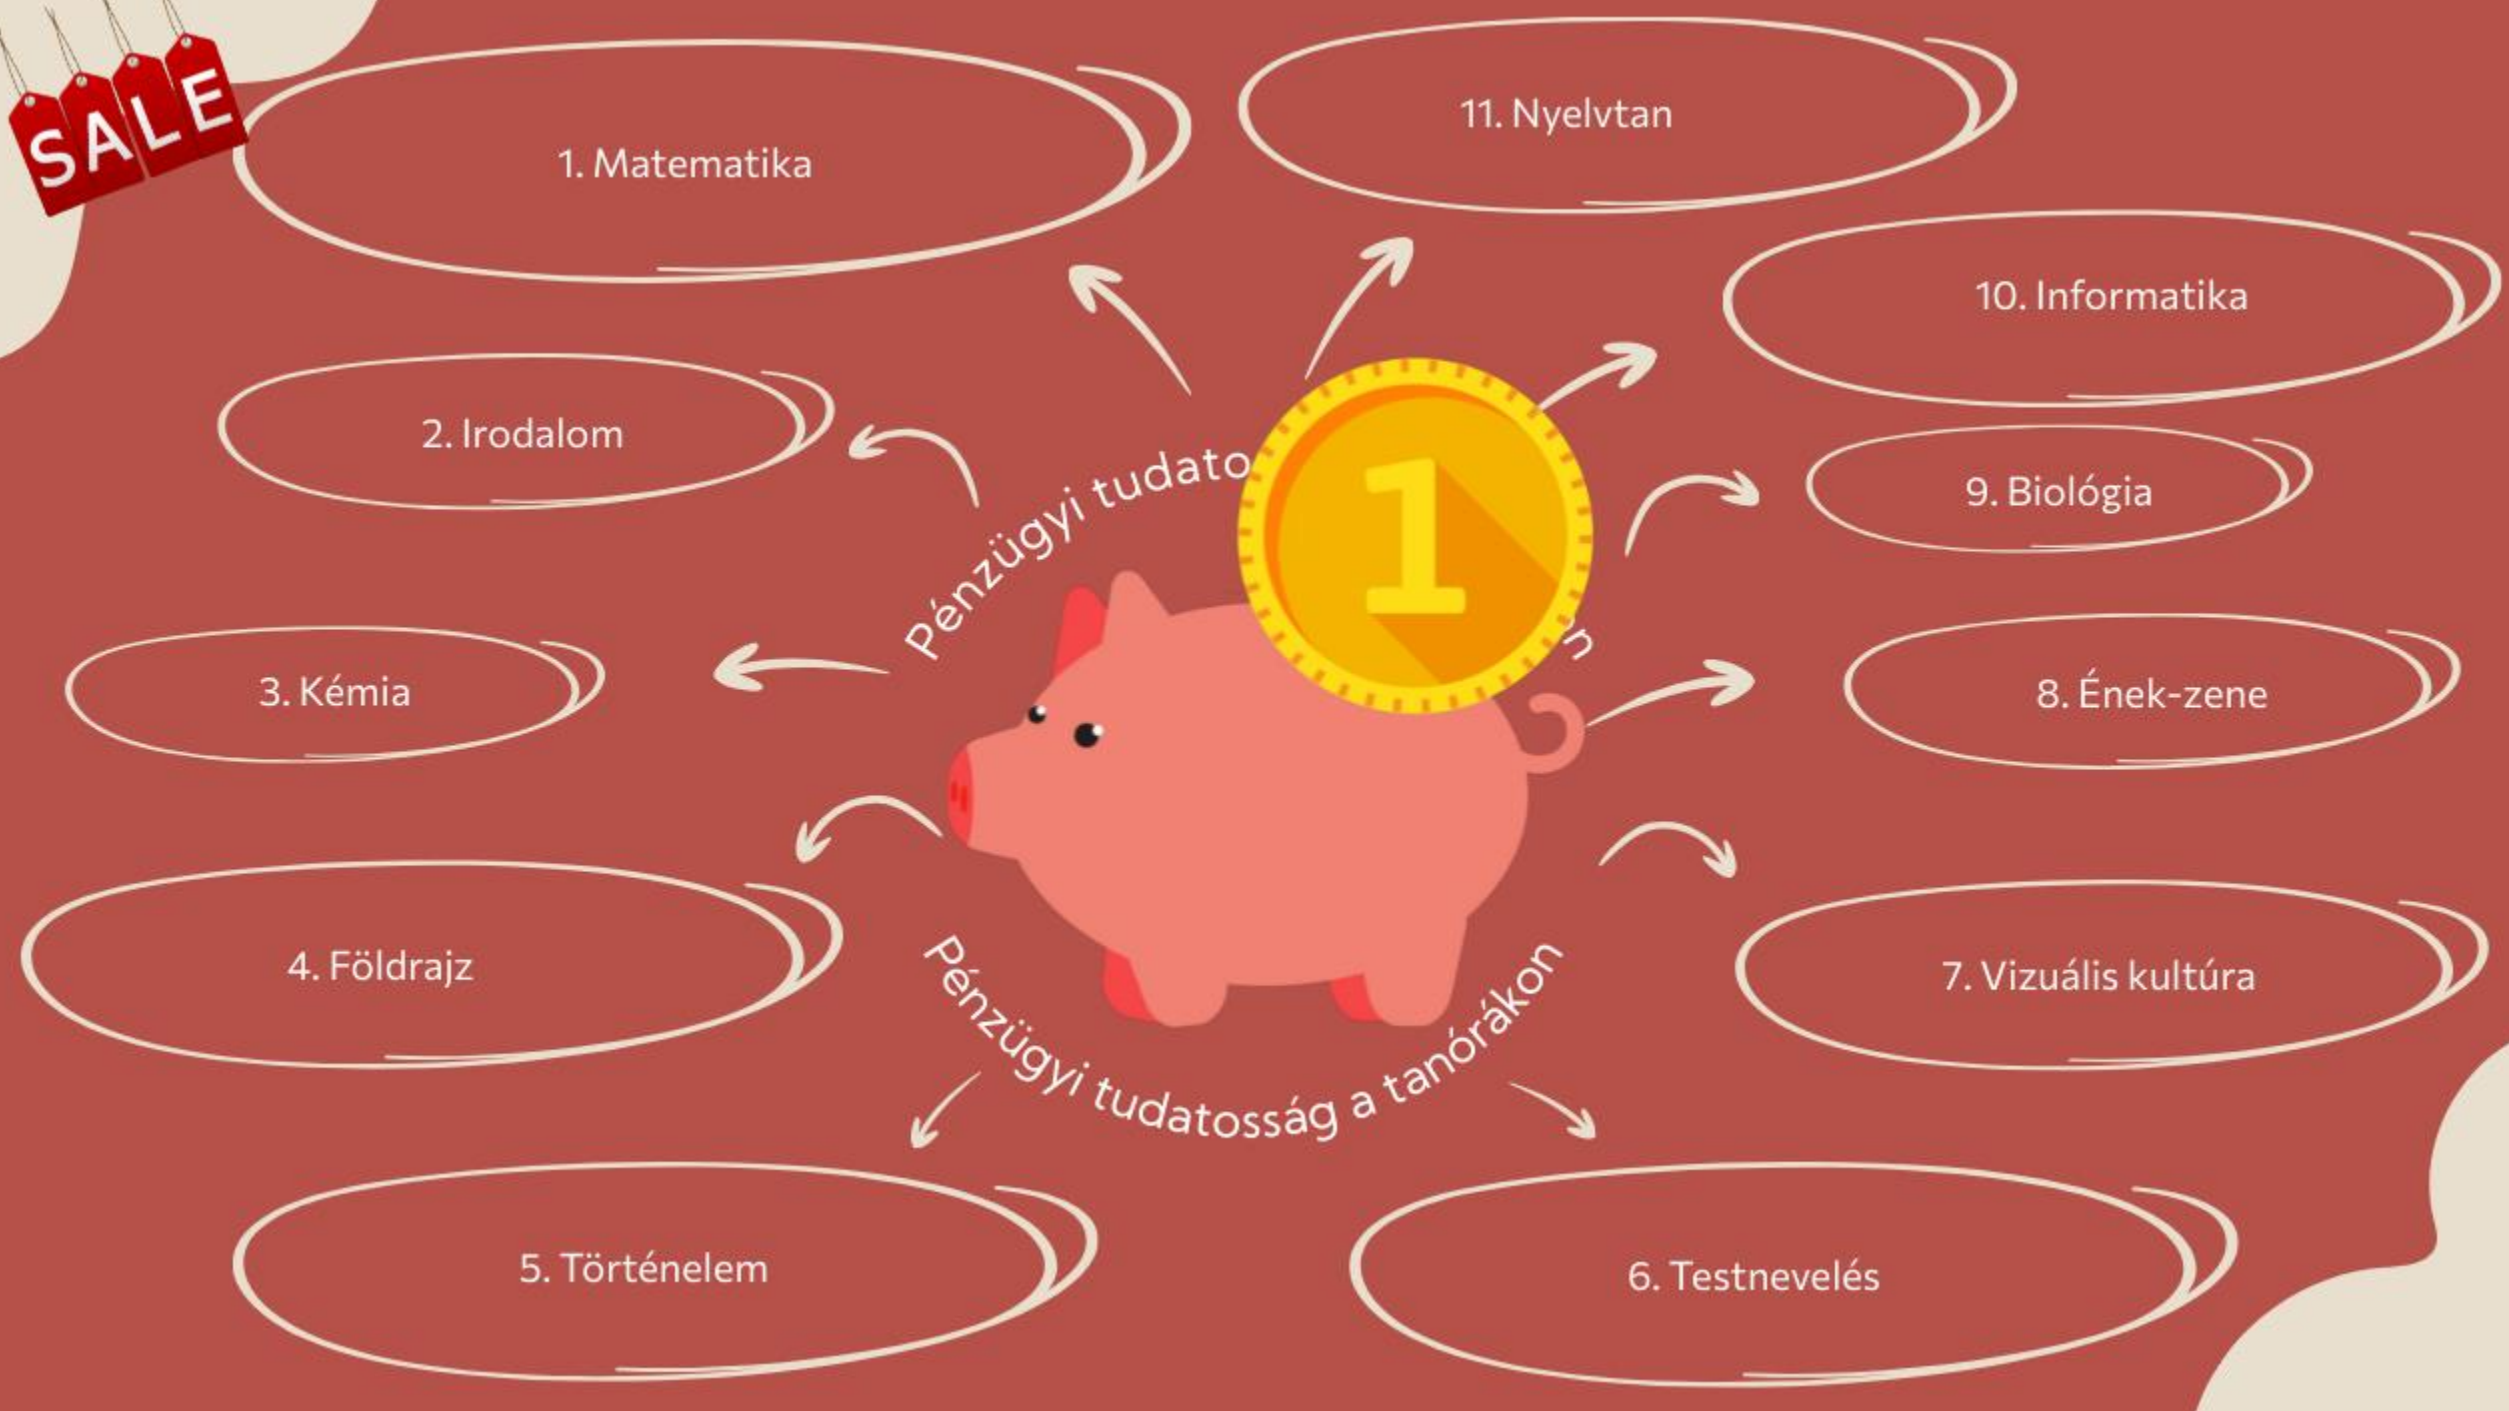 SALE
1. Matematika
11. Nyelvtan
10. Informatika
2. Irodalom
9. Biológia
Pénzügyi
1
3. Kémia
8. Ének-zene
4. Földrajz
7. Vizuális kultúra
Pénzügyi tudatosság a tanórákon
5. Történelem
6. Testnevelés